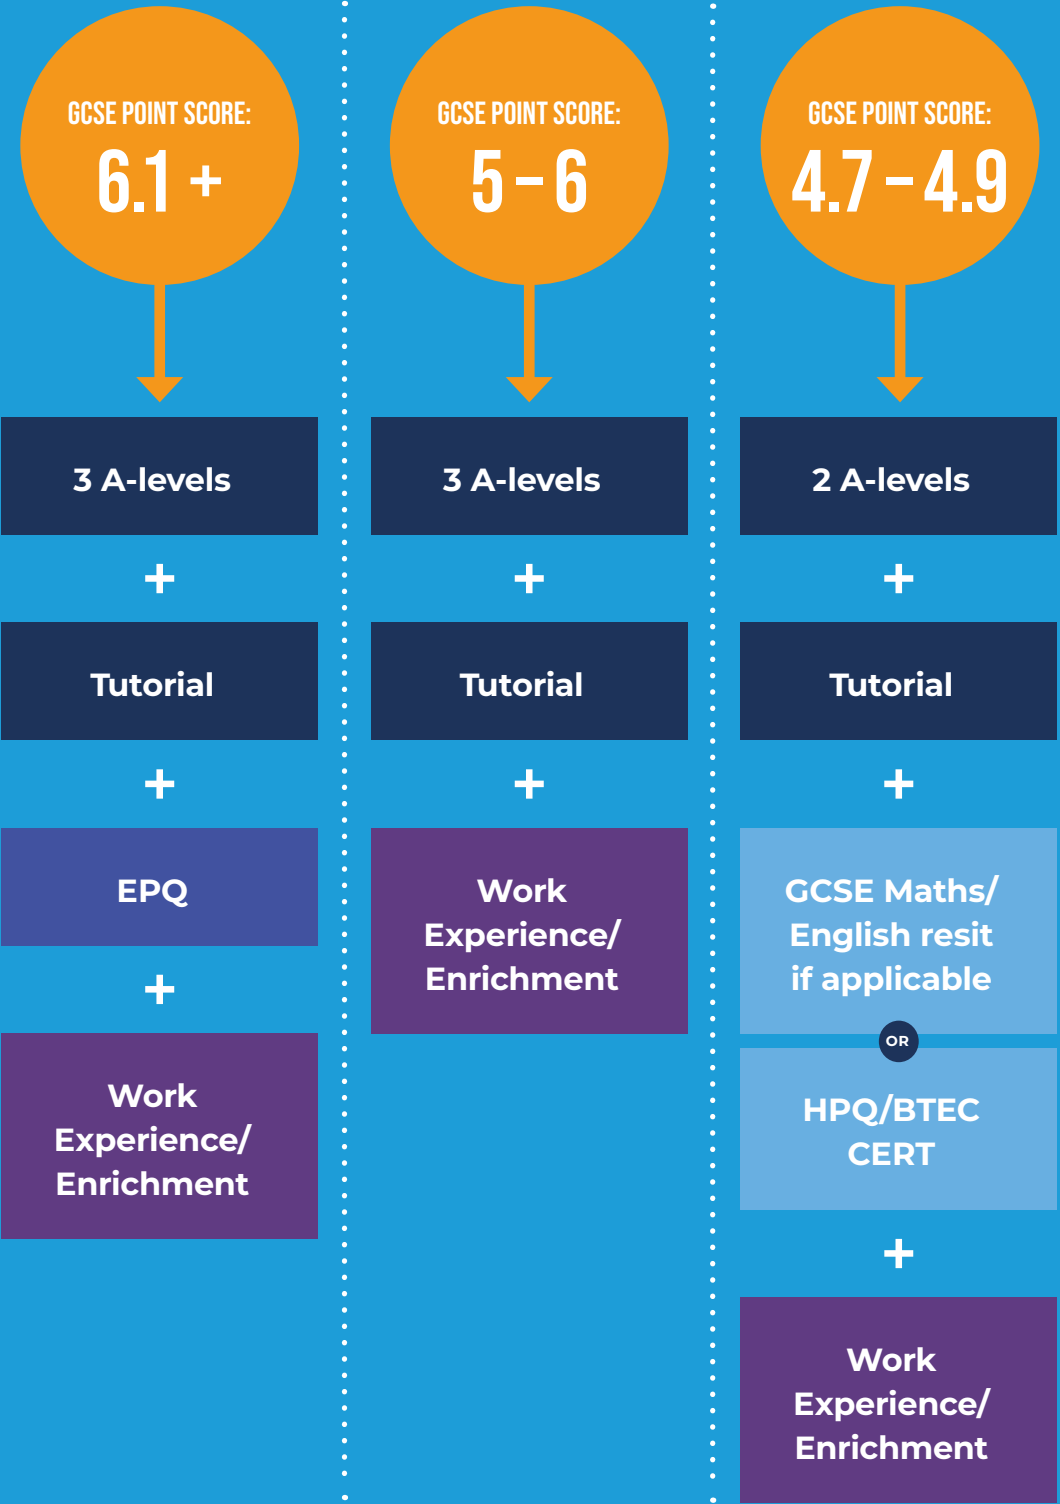 GCSE POINT SCORE:
6.1 +
3 A-levels
+
Tutorial
+
EPQ
+
Work
Experience/
Enrichment
GCSE POINT SCORE:
5 – 6
3 A-levels
+
Tutorial
+
Work
Experience/
Enrichment
GCSE POINT SCORE:
4.7 – 4.9
2 A-levels
+
Tutorial
+
GCSE Maths/
English resit
if applicable
OR
HPQ/BTEC
CERT
+
Work
Experience/
Enrichment